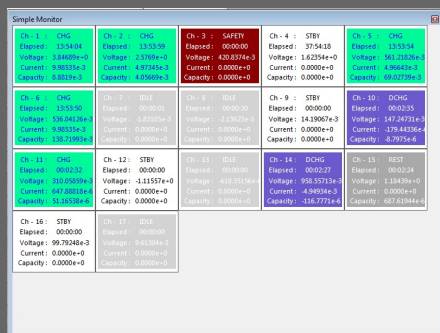 Simple Monitor
Ch - 1 : CHG
Elapsed : 13:54:04
Voltage : 3.84689e+0
Current : 9.98535e-3
Capacity : 8.8819e-3
Ch - 2 : CHG
Elapsed : 13:53:59
Voltage : 2.3769e+0
Current : 4.97345e-3
Capacity : 4.05669e-3
Ch - 3 : SAFETY
Elapsed : 00:00:00
Voltage : 420.8374e-3
Current : 0.0000e+0
Capacity : 0.0000e+0
Ch - 4 : STBY
Elapsed : 37:54:18
Voltage : 1.62354e+0
Current : 0.0000e+0
Capacity : 0.0000e+0
Ch - 5 : CHG
Elapsed : 13:53:54
Voltage : 561.21826e-3
Current : 4.96643e-3
Capacity : 69.02739e-3
Ch - 6 : CHG
Elapsed : 13:53:50
Voltage : 536.04126e-3
Current : 9.98535e-3
Capacity : 138.71993e-3
Ch - 7 : IDLE
Elapsed : 00:00:01
Voltage :
Current : 0.0000e+0
Capacity : 0.0000e+0
Ch - 8 : IDLE
Elapsed : 00:30:00
Voltage :
Current : 0.0000e+0
Capacity : 0.0000e+0
Ch - 9 : STBY
Elapsed : 00:00:00
Voltage : 14.19067e-3
Current : 0.0000e+0
Capacity : 0.0000e+0
Ch - 10 : DCHG
Elapsed : 00:02:35
Voltage : 147.24731e-3
Current : -179.44336e-
Capacity : -8.7975e-6
Ch - 11 : CHG
Elapsed : 00:02:32
Voltage : 310.05859e-3
Current : 647.88818e-6
Capacity : 51.16538e-6
Ch - 12 : STBY
Elapsed : 00:00:00
Voltage : -1.11557e+0
Current : 0.0000e+0
Capacity : 0.0000e+0
Ch - 13 : IDLE
Elapsed : 00:00:00
Voltage :
Current : 0.0000e+0
Capacity : 0.0000e+0
Ch - 14 : DCHG
Elapsed : 00:02:27
Voltage : 958.55713e-3
Current : -4.94934e-3
Capacity : -116.7771e-6
Ch - 15 : REST
Elapsed : 00:02:24
Voltage : 1.18439e+0
Current : 0.0000e+0
Capacity : 687.61944e-6
Ch - 16 : STBY
Elapsed : 00:00:00
Voltage : 99.79248e-3
Current : 0.0000e+0
Capacity : 0.0000e+0
Ch - 17 : IDLE
Elapsed : 00:00:00
Voltage : 9.61304e-3
Current : 0.0000e+0
Capacity : 0.0000e+0